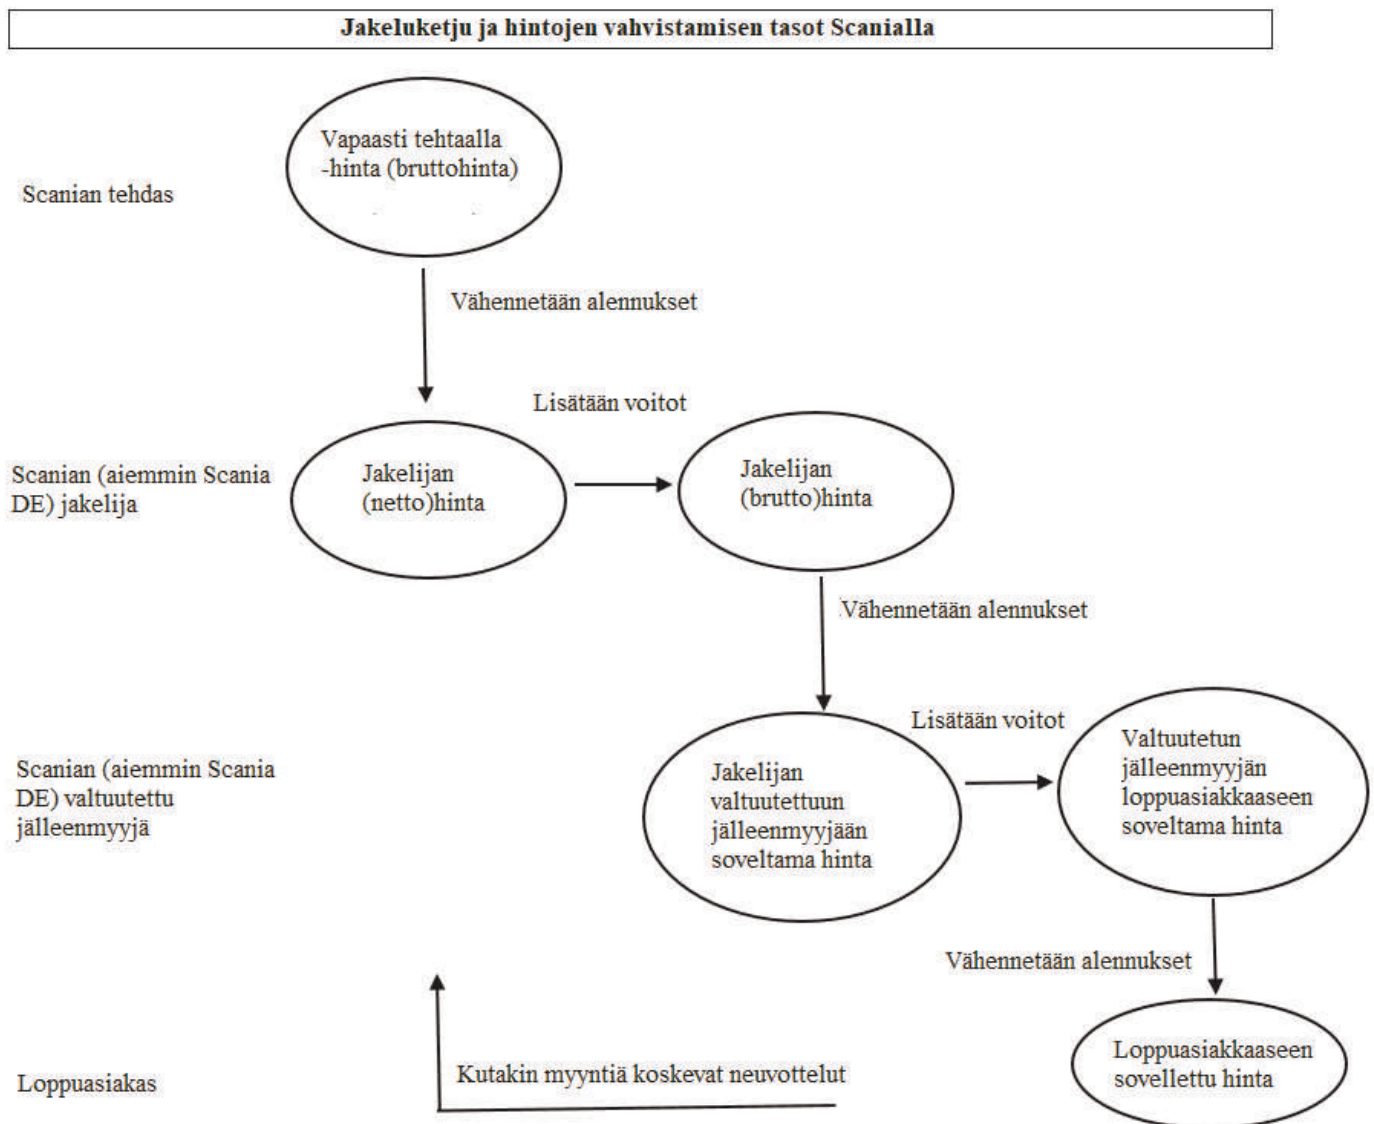 Jakeluketju ja hintojen vahvistamisen tasot Scanialla
Vapaasti tehtaalla
-hinta (bruttohinta)
Scanian tehdas
Vähennetään alennukset
Lisätään voitot
Scanian (aiemmin Scania
DE) jakelija
Jakelijan
(netto)hinta
Jakelijan
(brutto)hinta
Vähennetään alennukset
Lisätään voitot
Scanian (aiemmin Scania
DE) valtuutettu
jälleenmyyjä
Jakelijan
valtuutettuun
jälleenmyyjään
soveltama hinta
Valtuutetun
jälleenmyyjän
loppuasiakkaaseen
soveltama hinta
Vähennetään alennukset
Loppuasiakas
Kutakin myyntiä koskevat neuvottelut
Loppuasiakkaaseen
sovellettu hinta